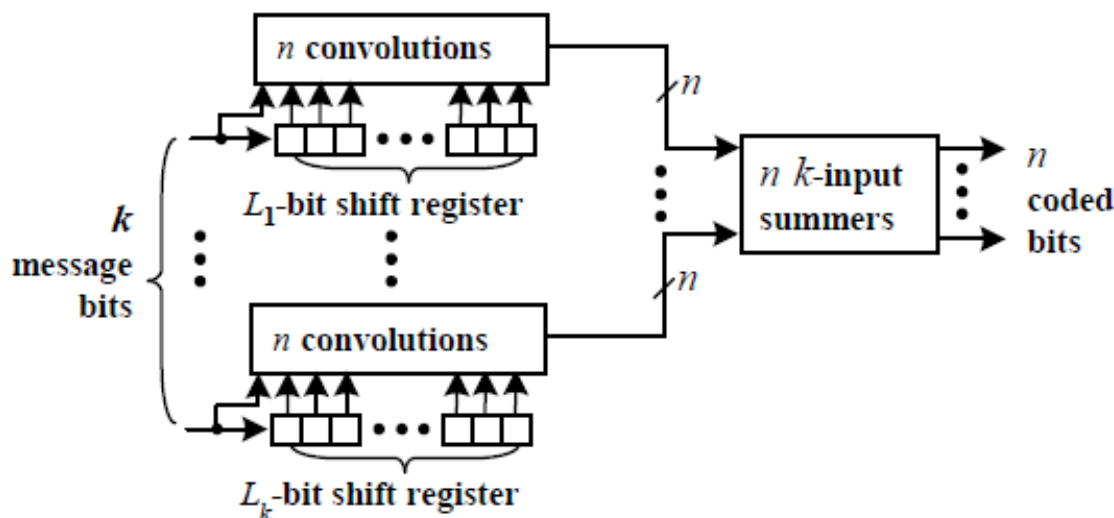 n convolutions
n
L1-bit shift register
k
message
bits
n k-input
summers
n
coded
bits
n
n convolutions
Lk-bit shift register